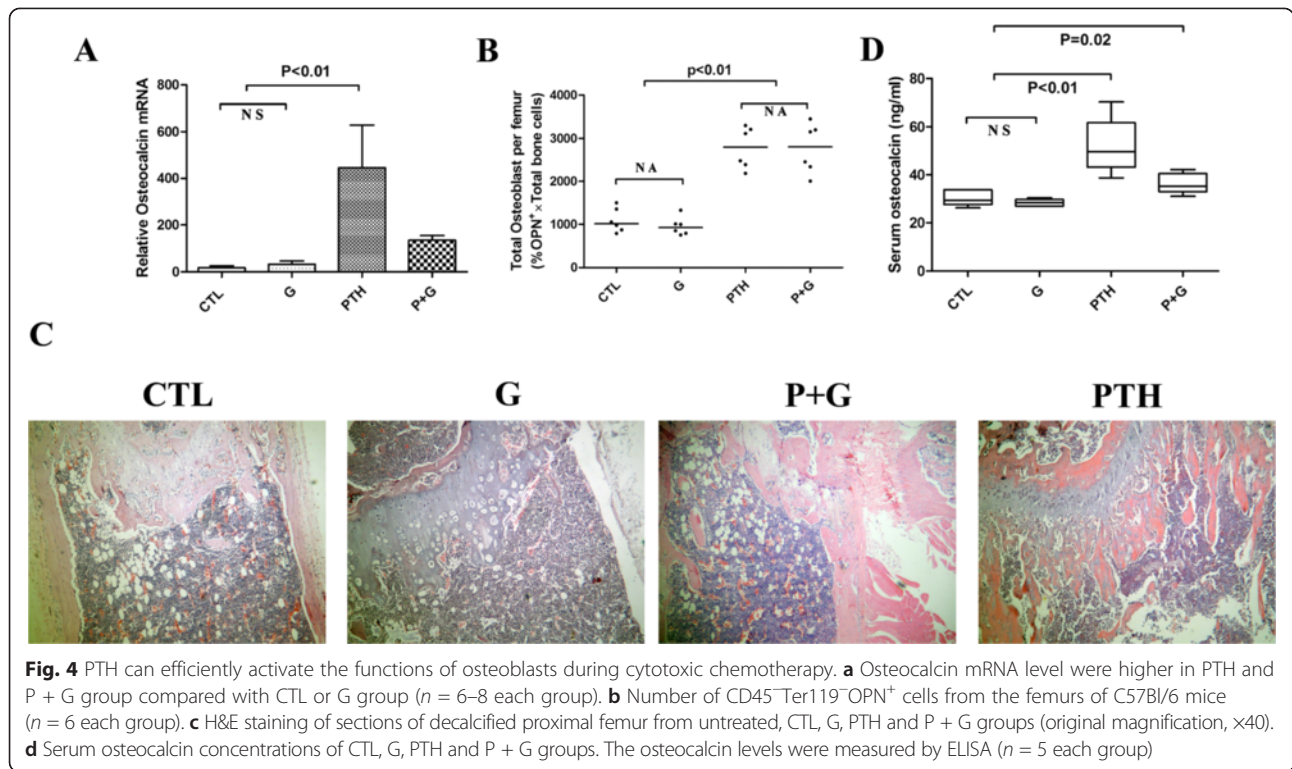 A
Relative Osteocalcin mRNA
800
600
400
200
0
P<0.01
N S
CTL
G
PTH
P+G
B
Total Osteoblast per femur
(%OPN⁺×Total bone cells)
4000
3000
2000
1000
0
p<0.01
N A
N A
CTL
G
PTH
P+G
D
Serum osteocalcin (ng/ml)
80
60
40
20
0
P=0.02
P<0.01
NS
CTL
G
PTH
P+G
C
CTL
G
P+G
PTH
Fig. 4 PTH can efficiently activate the functions of osteoblasts during cytotoxic chemotherapy. a Osteocalcin mRNA level were higher in PTH and
P + G group compared with CTL or G group (n = 6–8 each group). b Number of CD45⁻Ter119⁻OPN⁺ cells from the femurs of C57Bl/6 mice
(n = 6 each group). c H&E staining of sections of decalcified proximal femur from untreated, CTL, G, PTH and P + G groups (original magnification, ×40).
d Serum osteocalcin concentrations of CTL, G, PTH and P + G groups. The osteocalcin levels were measured by ELISA (n = 5 each group)